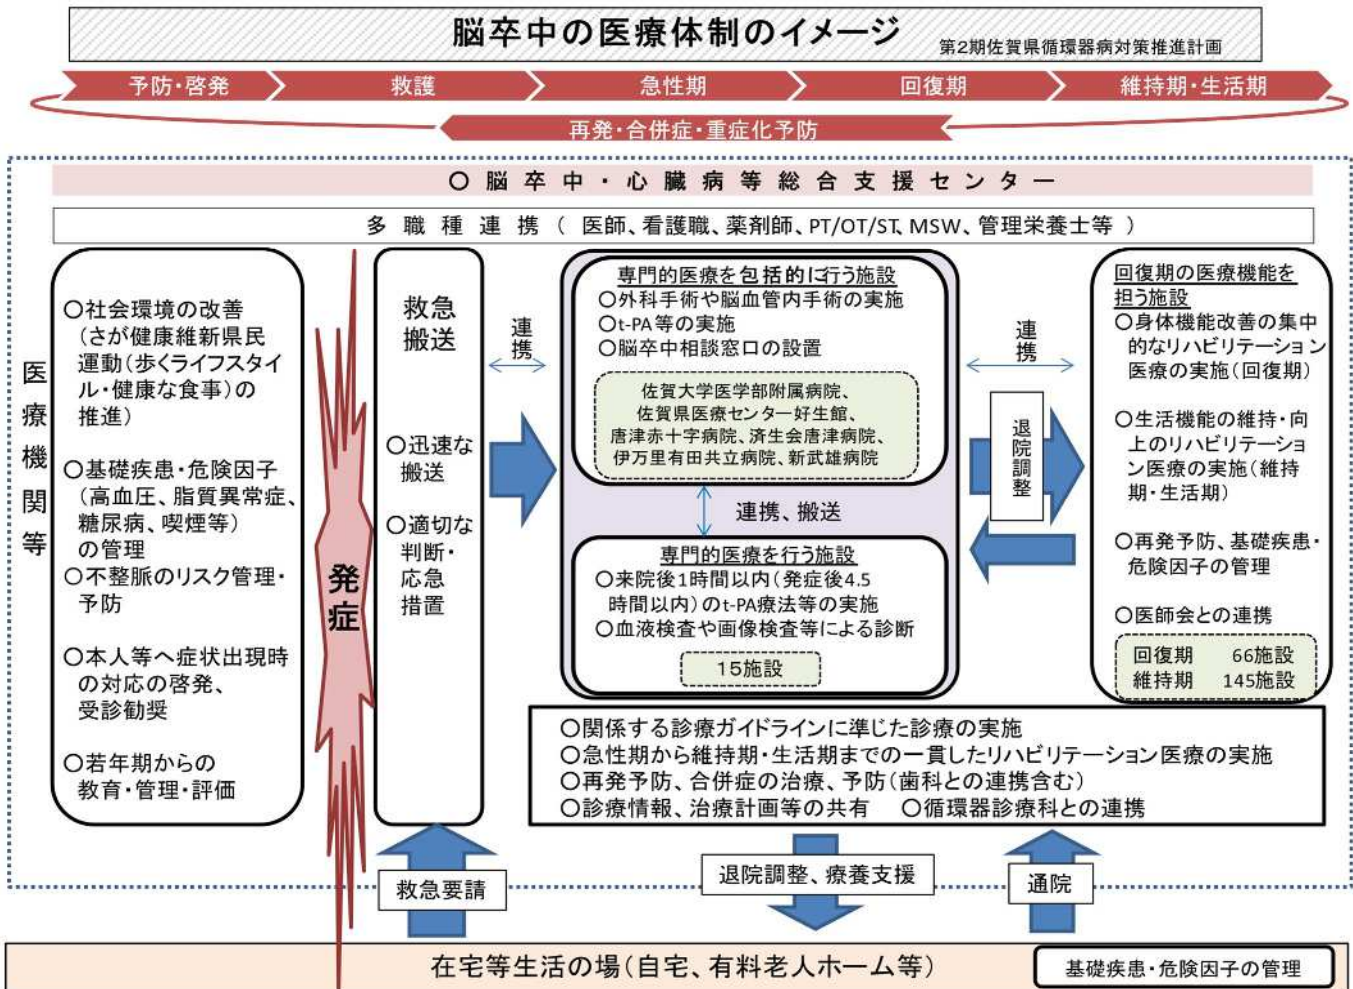 脳卒中の医療体制のイメージ
第2期佐賀県循環器病対策推進計画
予防・啓発
救護
急性期
回復期
維持期・生活期
再発・合併症・重症化予防
〇脳卒中・心臓病等総合支援センター
多職種連携(医師、看護職、薬剤師、PT/OT/ST、MSW、管理栄養士等)
医療機関等
〇社会環境の改善
(さが健康維新県民
運動(歩くライフスタイ
ル・健康な食事)の
推進)
〇基礎疾患・危険因子
(高血圧、脂質異常症、
糖尿病、喫煙等)
の管理
〇不整脈のリスク管理・
予防
〇本人等へ症状出現時
の対応の啓発、
受診勧奨
〇若年期からの
教育・管理・評価
発症
救急
搬送
〇迅速な
搬送
〇適切な
判断・
応急
措置
連携
専門的医療を包括的に行う施設
〇外科手術や脳血管内手術の実施
〇t-PA等の実施
〇脳卒中相談窓口の設置
佐賀大学医学部附属病院、
佐賀県医療センター好生館、
唐津赤十字病院、済生会唐津病院、
伊万里有田共立病院、新武雄病院
連携、搬送
専門的医療を行う施設
〇来院後1時間以内(発症後4.5
時間以内)のt-PA療法等の実施
〇血液検査や画像検査等による診断
15施設
連携
退院調整
回復期の医療機能を
担う施設
〇身体機能改善の集中
的なリハビリテーション
医療の実施(回復期)
〇生活機能の維持・向
上のリハビリテーショ
ン医療の実施(維持
期・生活期)
〇再発予防、基礎疾患・
危険因子の管理
〇医師会との連携
回復期 66施設
維持期 145施設
〇関係する診療ガイドラインに準じた診療の実施
〇急性期から維持期・生活期までの一貫したリハビリテーション医療の実施
〇再発予防、合併症の治療、予防(歯科との連携含む)
〇診療情報、治療計画等の共有 〇循環器診療科との連携
救急要請
退院調整、療養支援
通院
在宅等生活の場(自宅、有料老人ホーム等)
基礎疾患・危険因子の管理